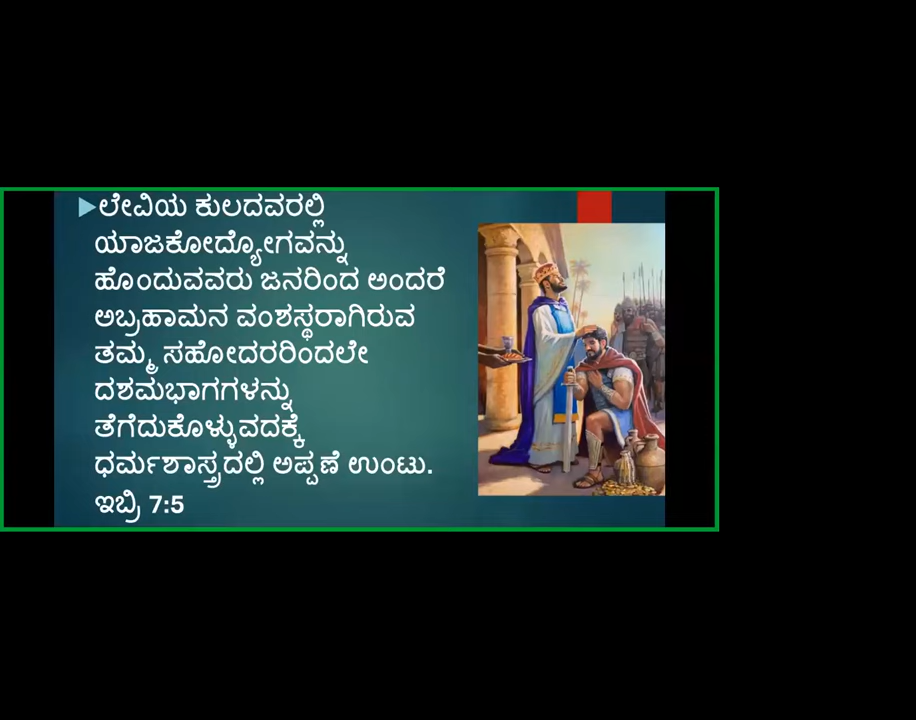 ಲೇವಿಯ ಕುಲದವರಲ್ಲಿ
ಯಾಜಕೋದ್ಯೋಗವನ್ನು
ಹೊಂದುವವರು ಜನರಿಂದ ಅಂದರೆ
ಅಬ್ರಹಾಮನ ವಂಶಸ್ಥರಾಗಿರುವ
ತಮ್ಮ ಸಹೋದರರಿಂದಲೇ
ದಶಮಭಾಗಗಳನ್ನು
ತೆಗೆದುಕೊಳ್ಳುವದಕ್ಕೆ
ಧರ್ಮಶಾಸ್ತ್ರದಲ್ಲಿ ಅಪ್ಪಣೆ ಉಂಟು.
ಇಬ್ರಿ 7:5